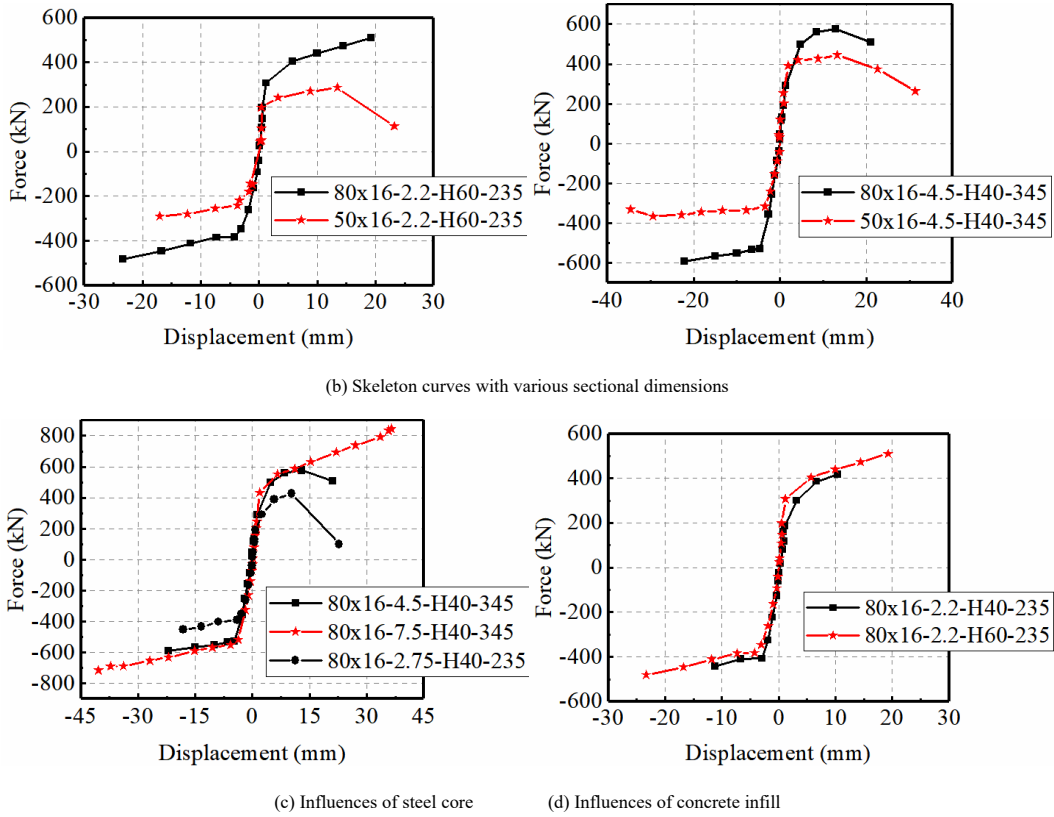 600
400
200
0
-200
-400
-600
-30 -20 -10 0 10 20 30
Force (kN)
Displacement (mm)
80x16-2.2-H60-235
50x16-2.2-H60-235
600
400
200
0
-200
-400
-600
-40 -20 0 20 40
Force (kN)
Displacement (mm)
80x16-4.5-H40-345
50x16-4.5-H40-345
(b) Skeleton curves with various sectional dimensions
800
600
400
200
0
-200
-400
-600
-800
-45 -30 -15 0 15 30 45
Force (kN)
Displacement (mm)
80x16-4.5-H40-345
80x16-7.5-H40-345
80x16-2.75-H40-235
600
400
200
0
-200
-400
-600
-30 -20 -10 0 10 20 30
Force (kN)
Displacement (mm)
80x16-2.2-H40-235
80x16-2.2-H60-235
(c) Influences of steel core (d) Influences of concrete infill